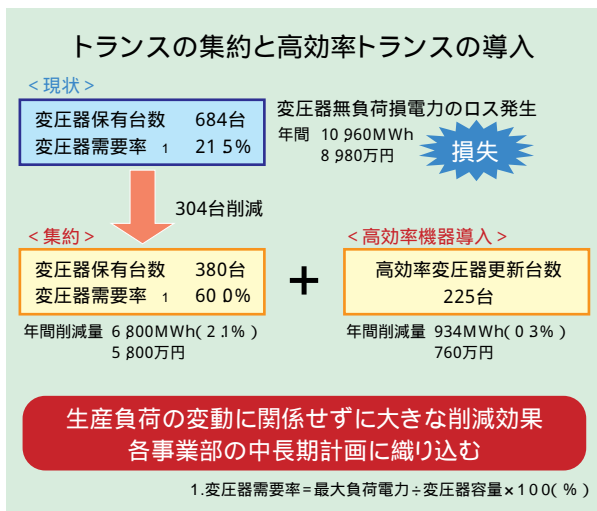 トランスの集約と高効率トランスの導入
<現状>
変圧器保有台数 684台
変圧器需要率 1 21.5%
変圧器無負荷損電力のロス発生
年間 10,960MWh
8,980万円
損失
304台削減
<集約>
変圧器保有台数 380台
変圧器需要率 1 60.0%
年間削減量 6,800MWh(2.1%)
5,800万円
+
<高効率機器導入>
高効率変圧器更新台数
225台
年間削減量 934MWh(0.3%)
760万円
生産負荷の変動に関係せずに大きな削減効果
各事業部の中長期計画に織り込む
1.変圧器需要率=最大負荷電力÷変圧器容量×100(%)